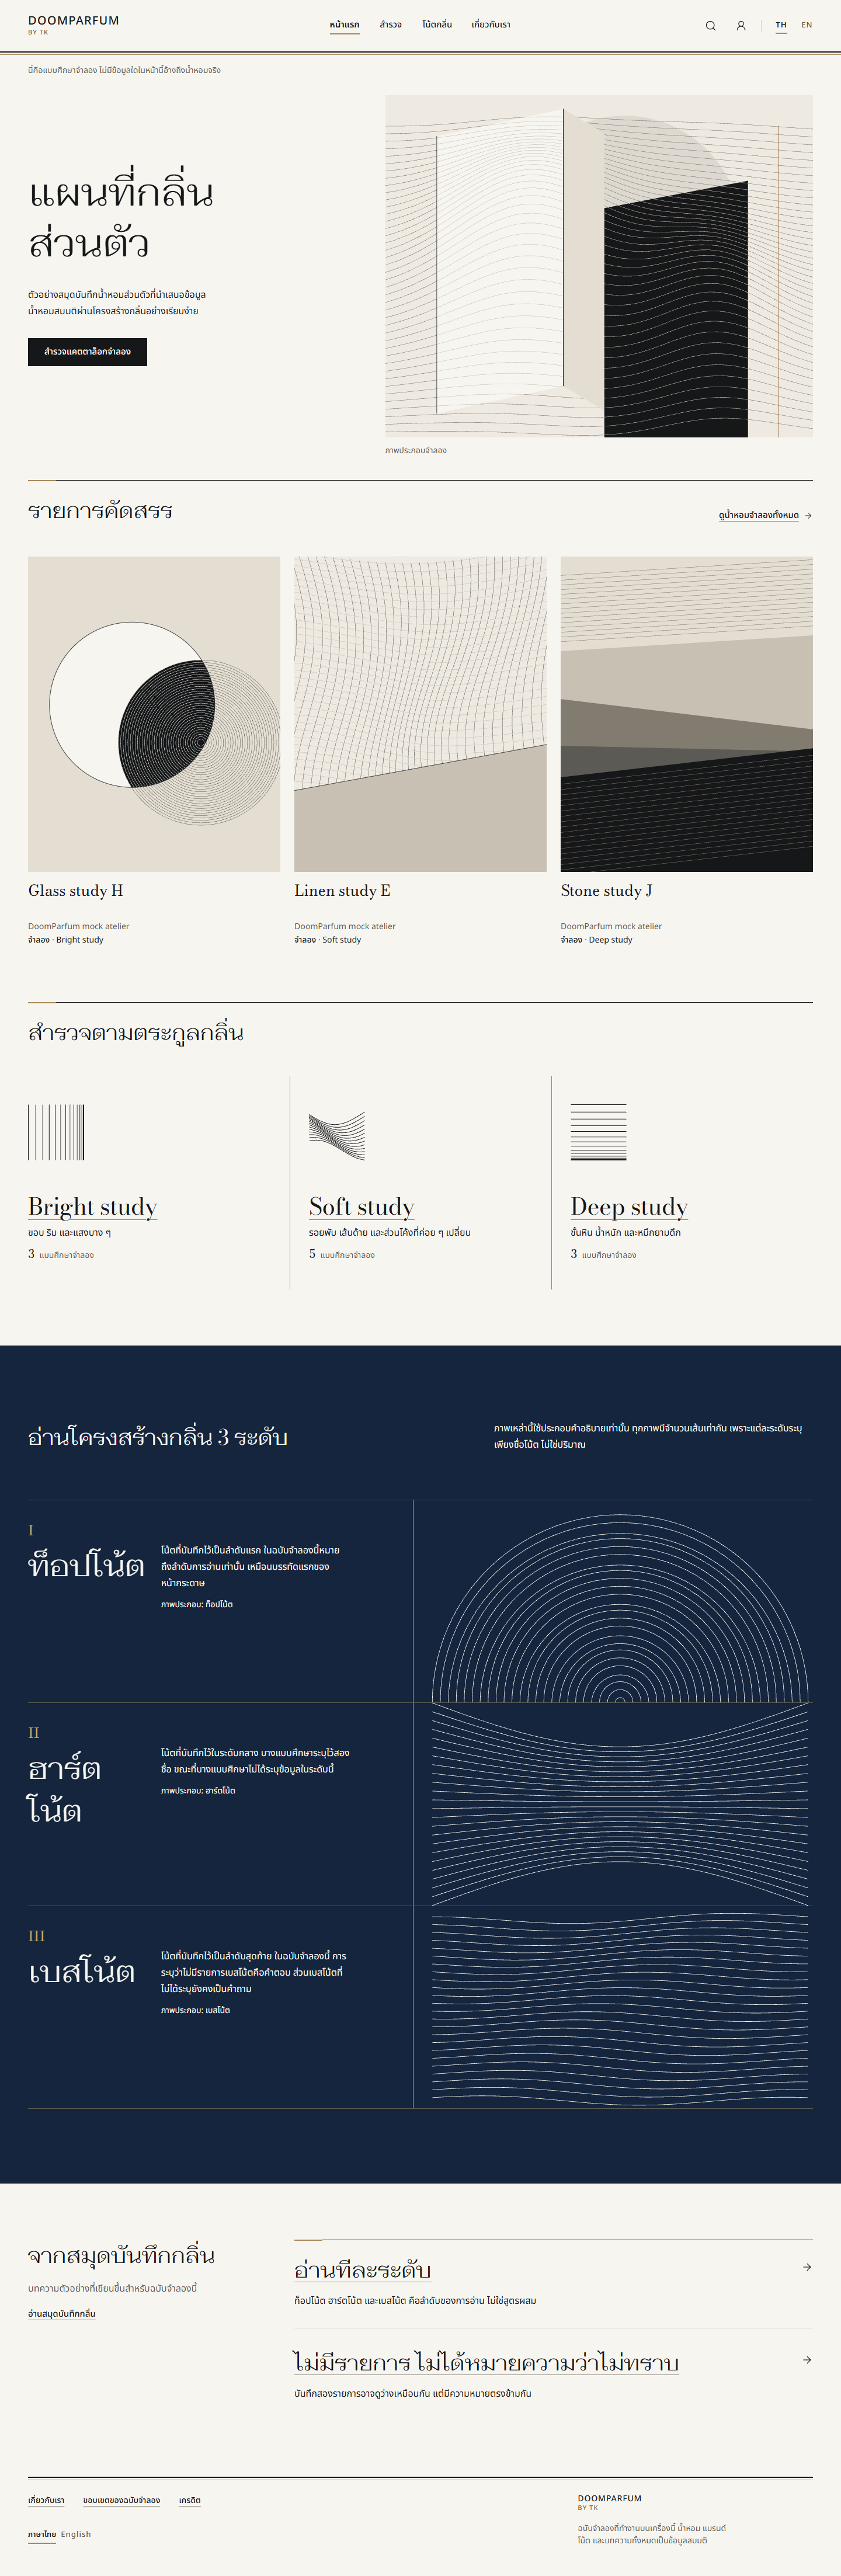 DOOMPARFUM
BY TK
หน้าแรก
สำรวจ
โน้ตกลิ่น
เกี่ยวกับเรา
TH
EN
นี่คือแบบศึกษาจำลอง ไม่มีข้อมูลใดในหน้านี้อ้างถึงน้ำหอมจริง
แผนที่กลิ่น
ส่วนตัว
ตัวอย่างสมุดบันทึกน้ำหอมส่วนตัวที่นำเสนอข้อมูล
น้ำหอมสมมติผ่านโครงสร้างกลิ่นอย่างเรียบง่าย
สำรวจแคตตาล็อกจำลอง
ภาพประกอบจำลอง
รายการคัดสรร
ดูน้ำหอมจำลองทั้งหมด
Glass study H
DoomParfum mock atelier
จำลอง · Bright study
Linen study E
DoomParfum mock atelier
จำลอง · Soft study
Stone study J
DoomParfum mock atelier
จำลอง · Deep study
สำรวจตามตระกูลกลิ่น
Bright study
ขอบ ริม และแสงบาง ๆ
3 แบบศึกษาจำลอง
Soft study
รอยพับ เส้นด้าย และส่วนโค้งที่ค่อย ๆ เปลี่ยน
5 แบบศึกษาจำลอง
Deep study
ชั้นหิน น้ำหนัก และหมึกยามดึก
3 แบบศึกษาจำลอง
อ่านโครงสร้างกลิ่น 3 ระดับ
ภาพเหล่านี้ใช้ประกอบคำอธิบายเท่านั้น ทุกภาพมีจำนวนเส้นเท่ากัน เพราะแต่ละระดับระบุ
เพียงชื่อโน้ต ไม่ใช่ปริมาณ
I
ท็อปโน้ต
โน้ตที่บันทึกไว้เป็นลำดับแรก ในฉบับจำลองนี้หมาย
ถึงลำดับการอ่านเท่านั้น เหมือนบรรทัดแรกของ
หน้ากระดาษ
ภาพประกอบ: ท็อปโน้ต
II
ฮาร์ต
โน้ต
โน้ตที่บันทึกไว้ในระดับกลาง บางแบบศึกษาระบุไว้สอง
ชื่อ ขณะที่บางแบบศึกษาไม่ได้ระบุข้อมูลในระดับนี้
ภาพประกอบ: ฮาร์ตโน้ต
III
เบสโน้ต
โน้ตที่บันทึกไว้เป็นลำดับสุดท้าย ในฉบับจำลองนี้ การ
ระบุว่าไม่มีรายการเบสโน้ตคือคำตอบ ส่วนเบสโน้ตที่
ไม่ได้ระบุยังคงเป็นคำถาม
ภาพประกอบ: เบสโน้ต
จากสมุดบันทึกกลิ่น
บทความตัวอย่างที่เขียนขึ้นสำหรับฉบับจำลองนี้
อ่านสมุดบันทึกกลิ่น
อ่านทีละระดับ
ท็อปโน้ต ฮาร์ตโน้ต และเบสโน้ต คือลำดับของการอ่าน ไม่ใช่สูตรผสม
ไม่มีรายการ ไม่ได้หมายความว่าไม่ทราบ
บันทึกสองรายการอาจดูว่างเหมือนกัน แต่มีความหมายตรงข้ามกัน
เกี่ยวกับเรา
ขอบเขตของฉบับจำลอง
เครดิต
ภาษาไทย English
DOOMPARFUM
BY TK
ฉบับจำลองที่ทำงานบนเครื่องนี้ น้ำหอม แบรนด์
โน้ต และบทความทั้งหมดเป็นข้อมูลสมมติ